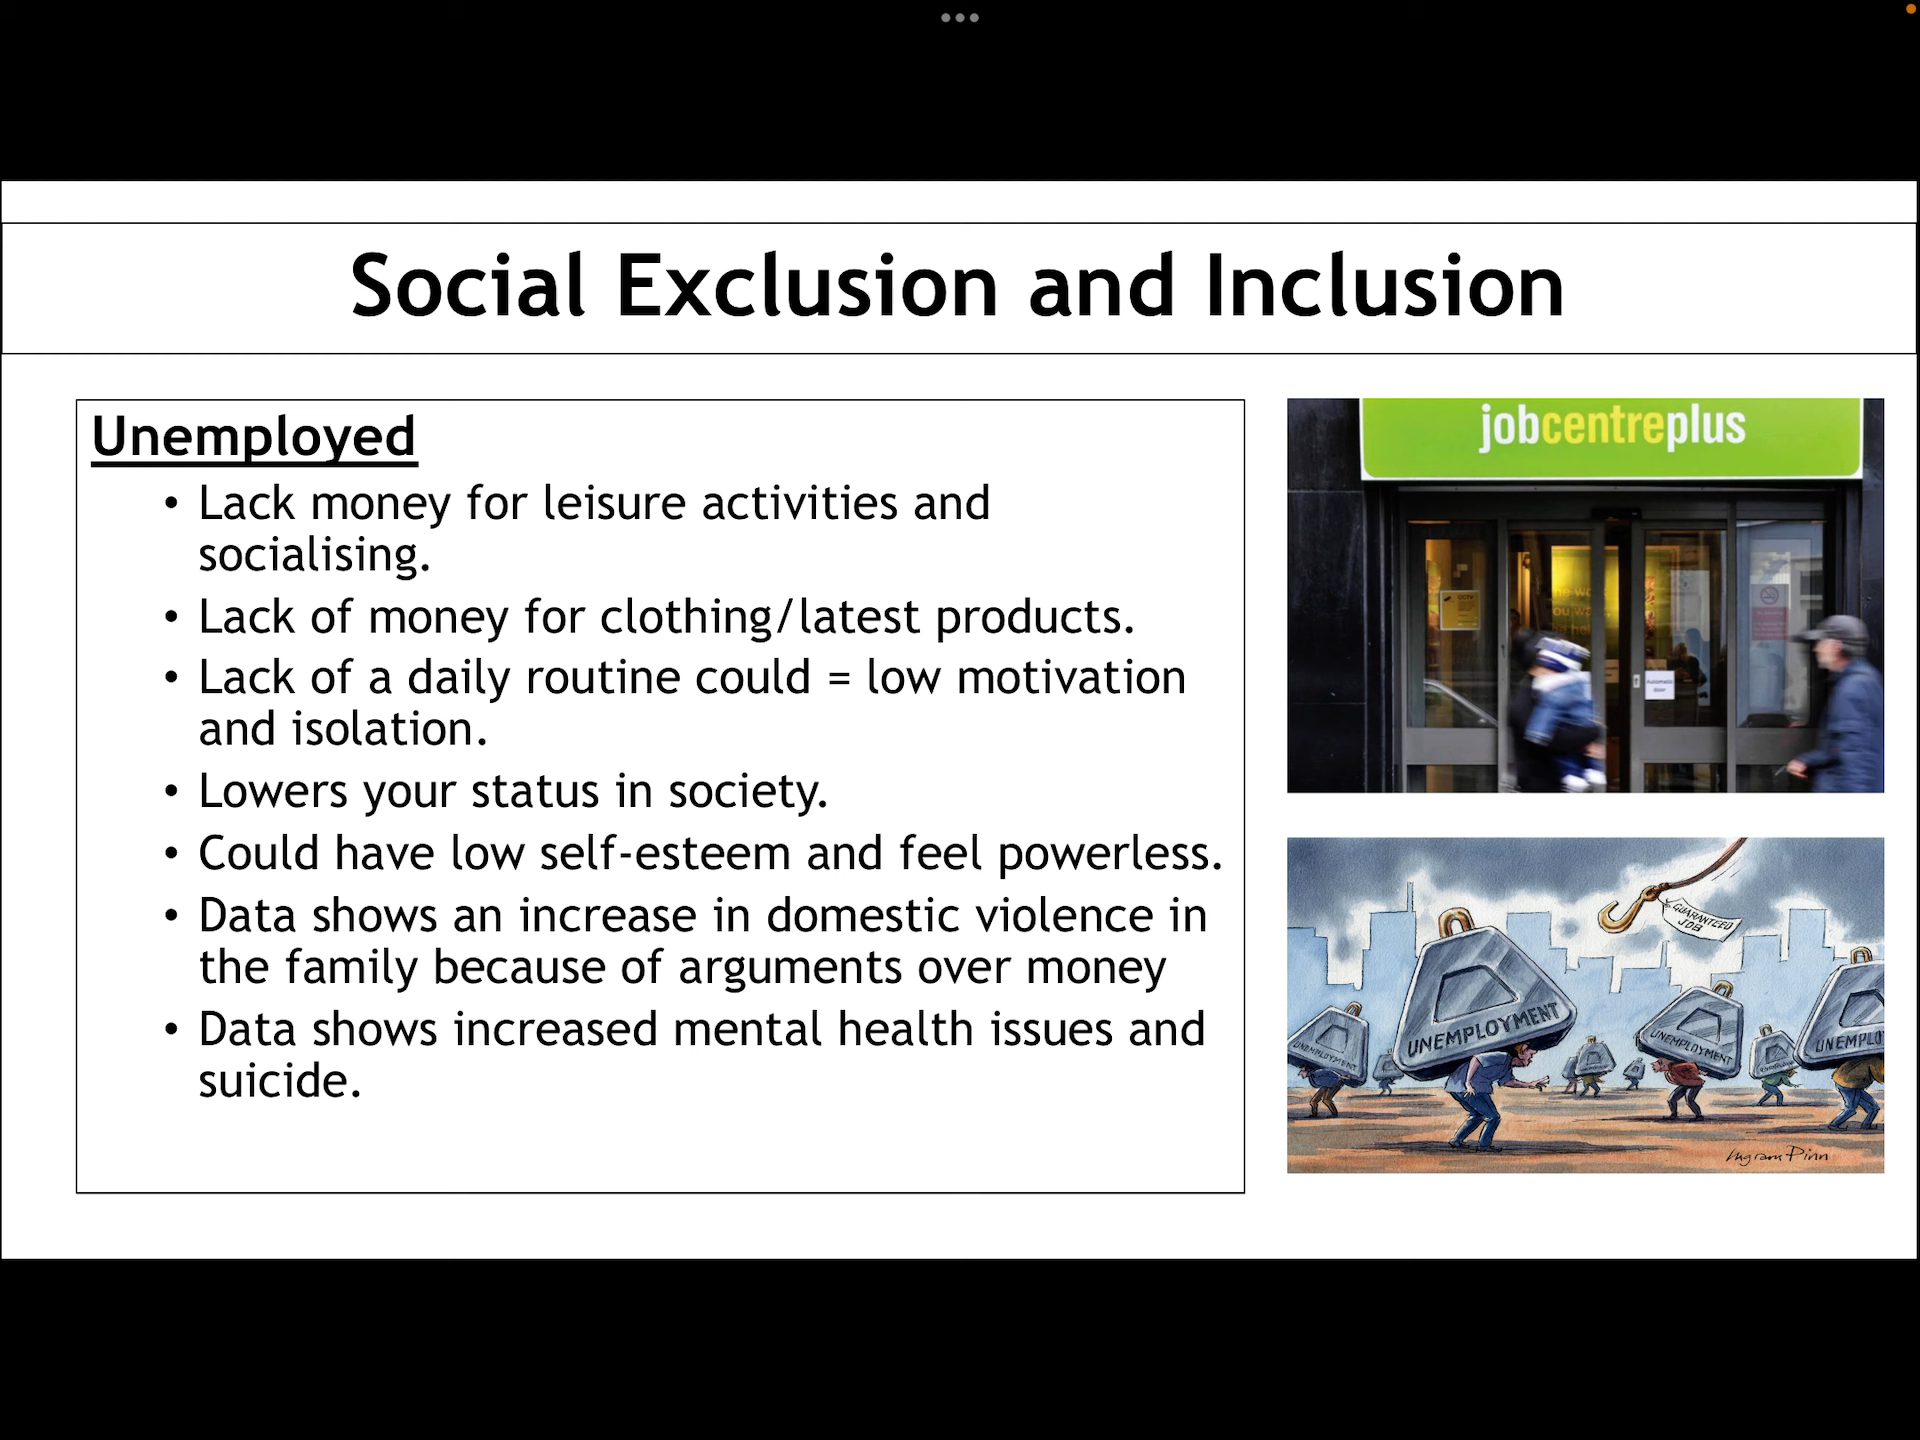 Social Exclusion and Inclusion
Unemployed
• Lack money for leisure activities and
socialising.
• Lack of money for clothing/latest products.
• Lack of a daily routine could = low motivation
and isolation.
• Lowers your status in society.
• Could have low self-esteem and feel powerless.
• Data shows an increase in domestic violence in
the family because of arguments over money
• Data shows increased mental health issues and
suicide.
jobcentreplus
GUARANTEED
JOB
UNEMPLOYMENT
UNEMPLOYMENT
UNEMPLOYMENT
UNEMPLO
Ingram Pinn